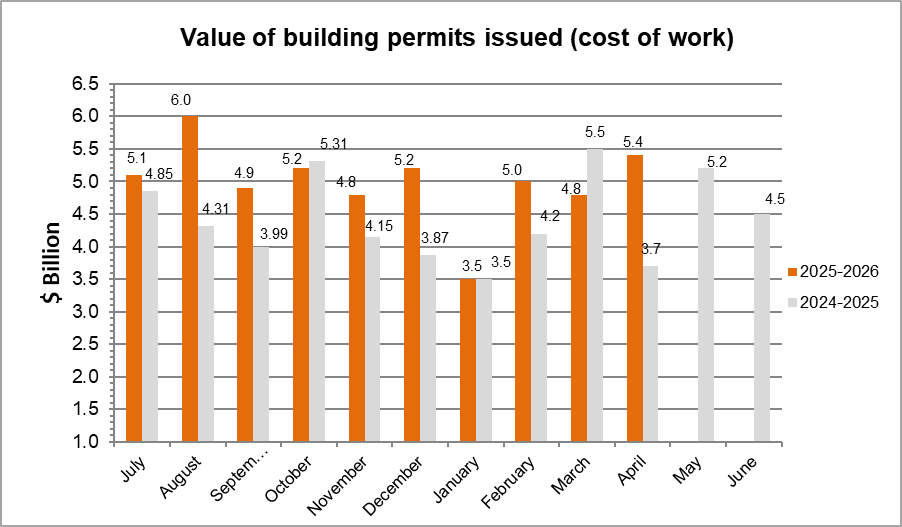 Value of building permits issued (cost of work)
$ Billion
6.5
6.0
5.5
5.0
4.5
4.0
3.5
3.0
2.5
2.0
1.5
1.0
5.1
4.85
6.0
4.31
4.9
3.99
5.2
5.31
4.8
4.15
5.2
3.87
3.5
3.5
5.0
4.2
4.8
5.5
5.4
3.7
5.2
4.5
July
August
Septem...
October
November
December
January
February
March
April
May
June
2025-2026
2024-2025